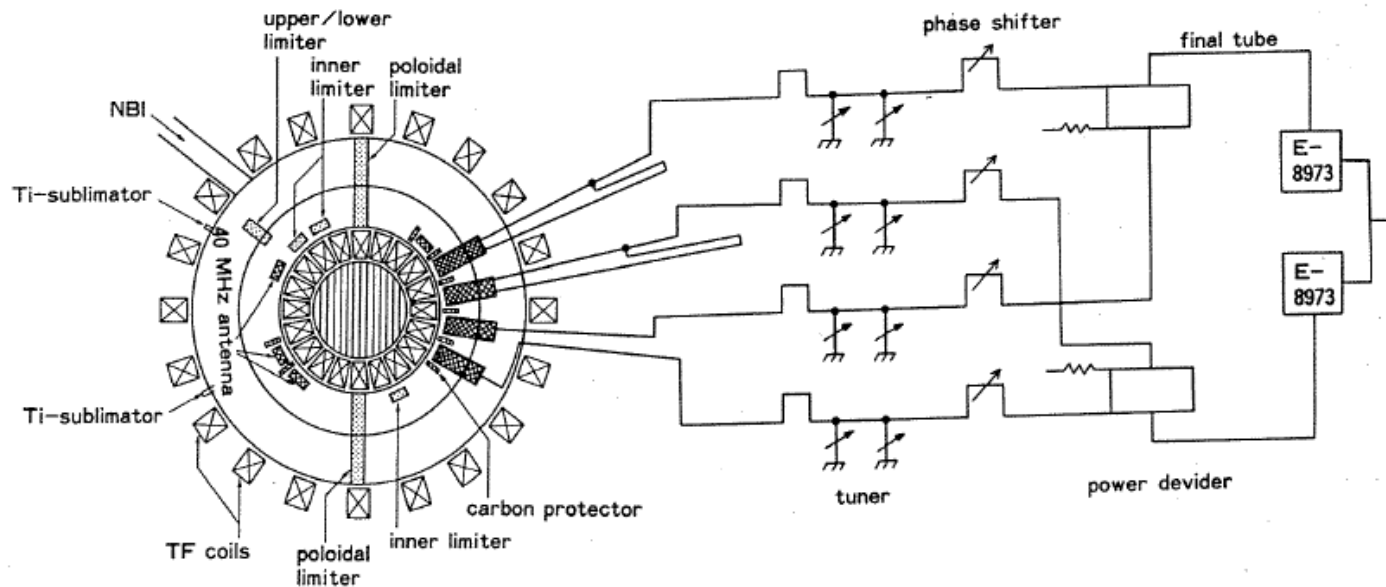 upper/lower
limiter
inner
limiter
poloidal
limiter
NBI
Ti-sublimator
40 MHz antenna
Ti-sublimator
TF coils
poloidal
limiter
inner limiter
carbon protector
phase shifter
final tube
E-
8973
E-
8973
tuner
power devider